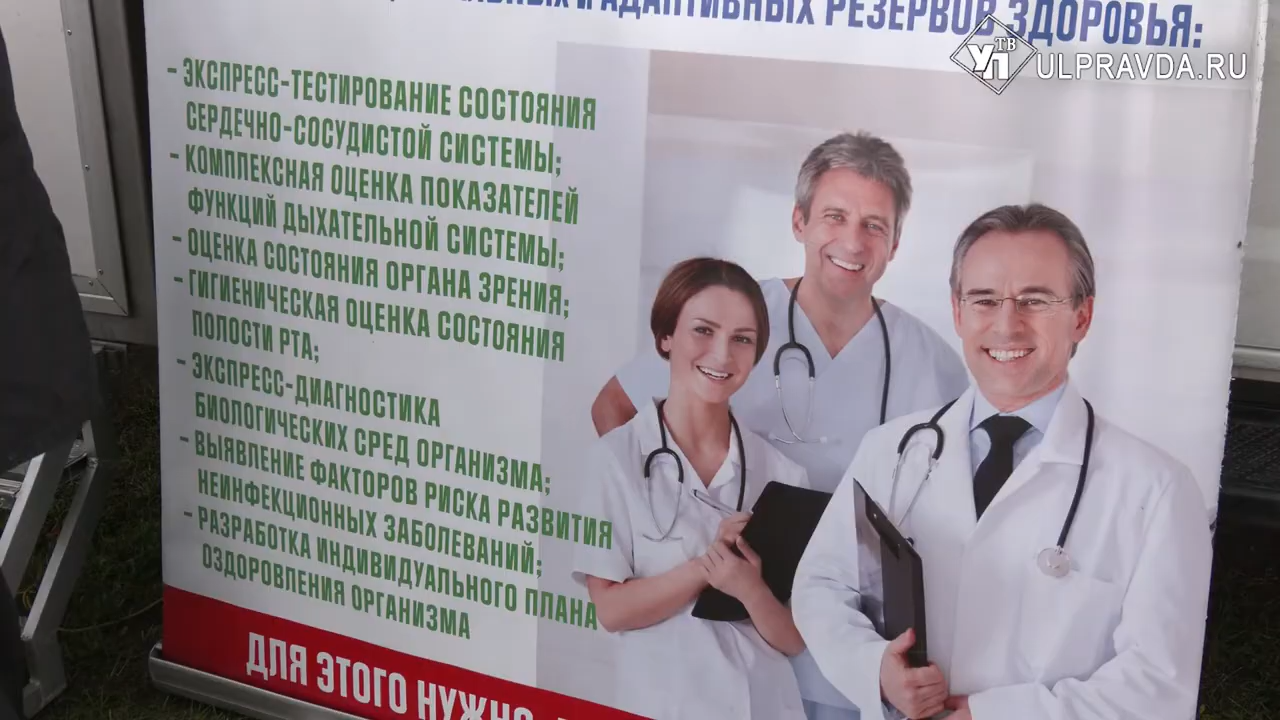 И АДАПТИВНЫХ РЕЗЕРВОВ ЗДОРОВЬЯ:
УП ТВ ULPRAVDA.RU
- ЭКСПРЕСС-ТЕСТИРОВАНИЕ СОСТОЯНИЯ
СЕРДЕЧНО-СОСУДИСТОЙ СИСТЕМЫ;
- КОМПЛЕКСНАЯ ОЦЕНКА ПОКАЗАТЕЛЕЙ
ФУНКЦИЙ ДЫХАТЕЛЬНОЙ СИСТЕМЫ;
- ОЦЕНКА СОСТОЯНИЯ ОРГАНА ЗРЕНИЯ;
- ГИГИЕНИЧЕСКАЯ ОЦЕНКА СОСТОЯНИЯ
ПОЛОСТИ РТА;
- ЭКСПРЕСС-ДИАГНОСТИКА
БИОЛОГИЧЕСКИХ СРЕД ОРГАНИЗМА;
- ВЫЯВЛЕНИЕ ФАКТОРОВ РИСКА РАЗВИТИЯ
НЕИНФЕКЦИОННЫХ ЗАБОЛЕВАНИЙ;
- РАЗРАБОТКА ИНДИВИДУАЛЬНОГО ПЛАНА
ОЗДОРОВЛЕНИЯ ОРГАНИЗМА
ДЛЯ ЭТОГО НУЖНО